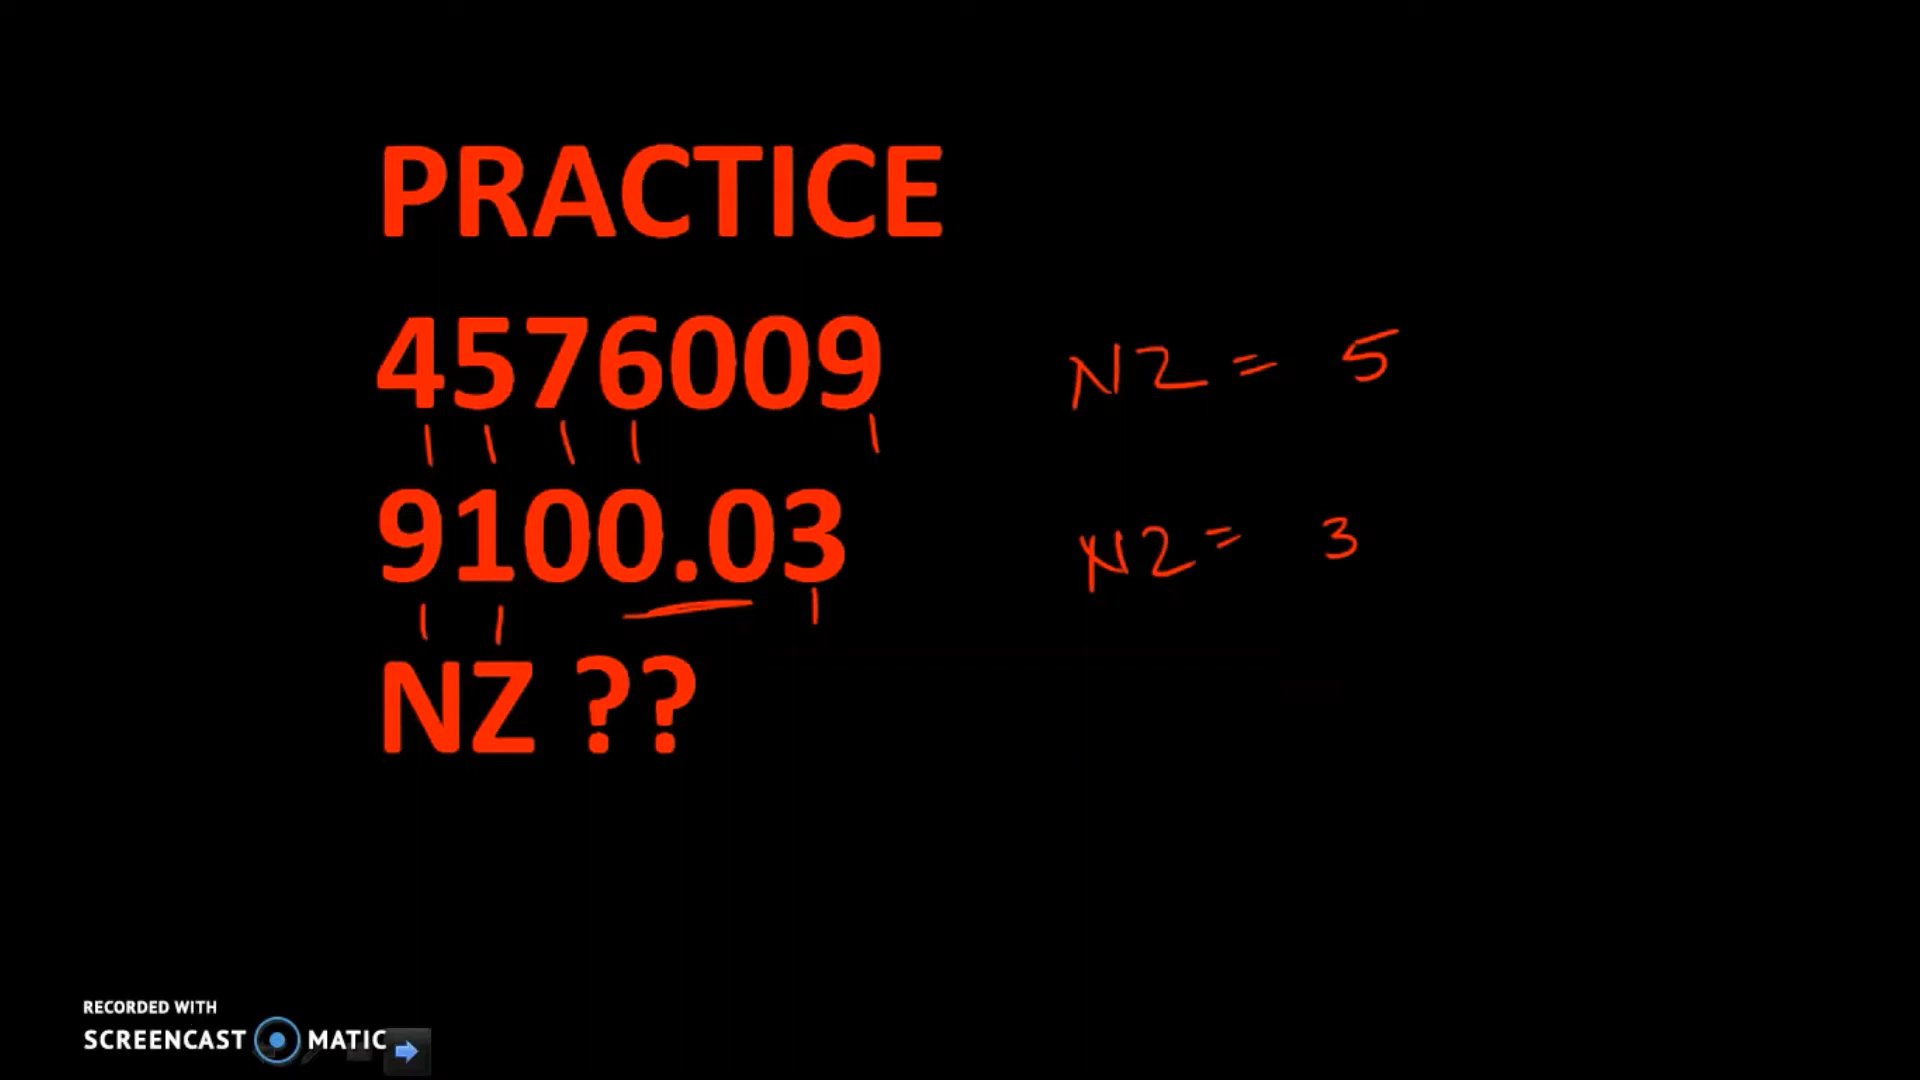 PRACTICE
4576009
NZ = 5
9100.03
NZ = 3
NZ ??
RECORDED WITH
SCREENCAST MATIC